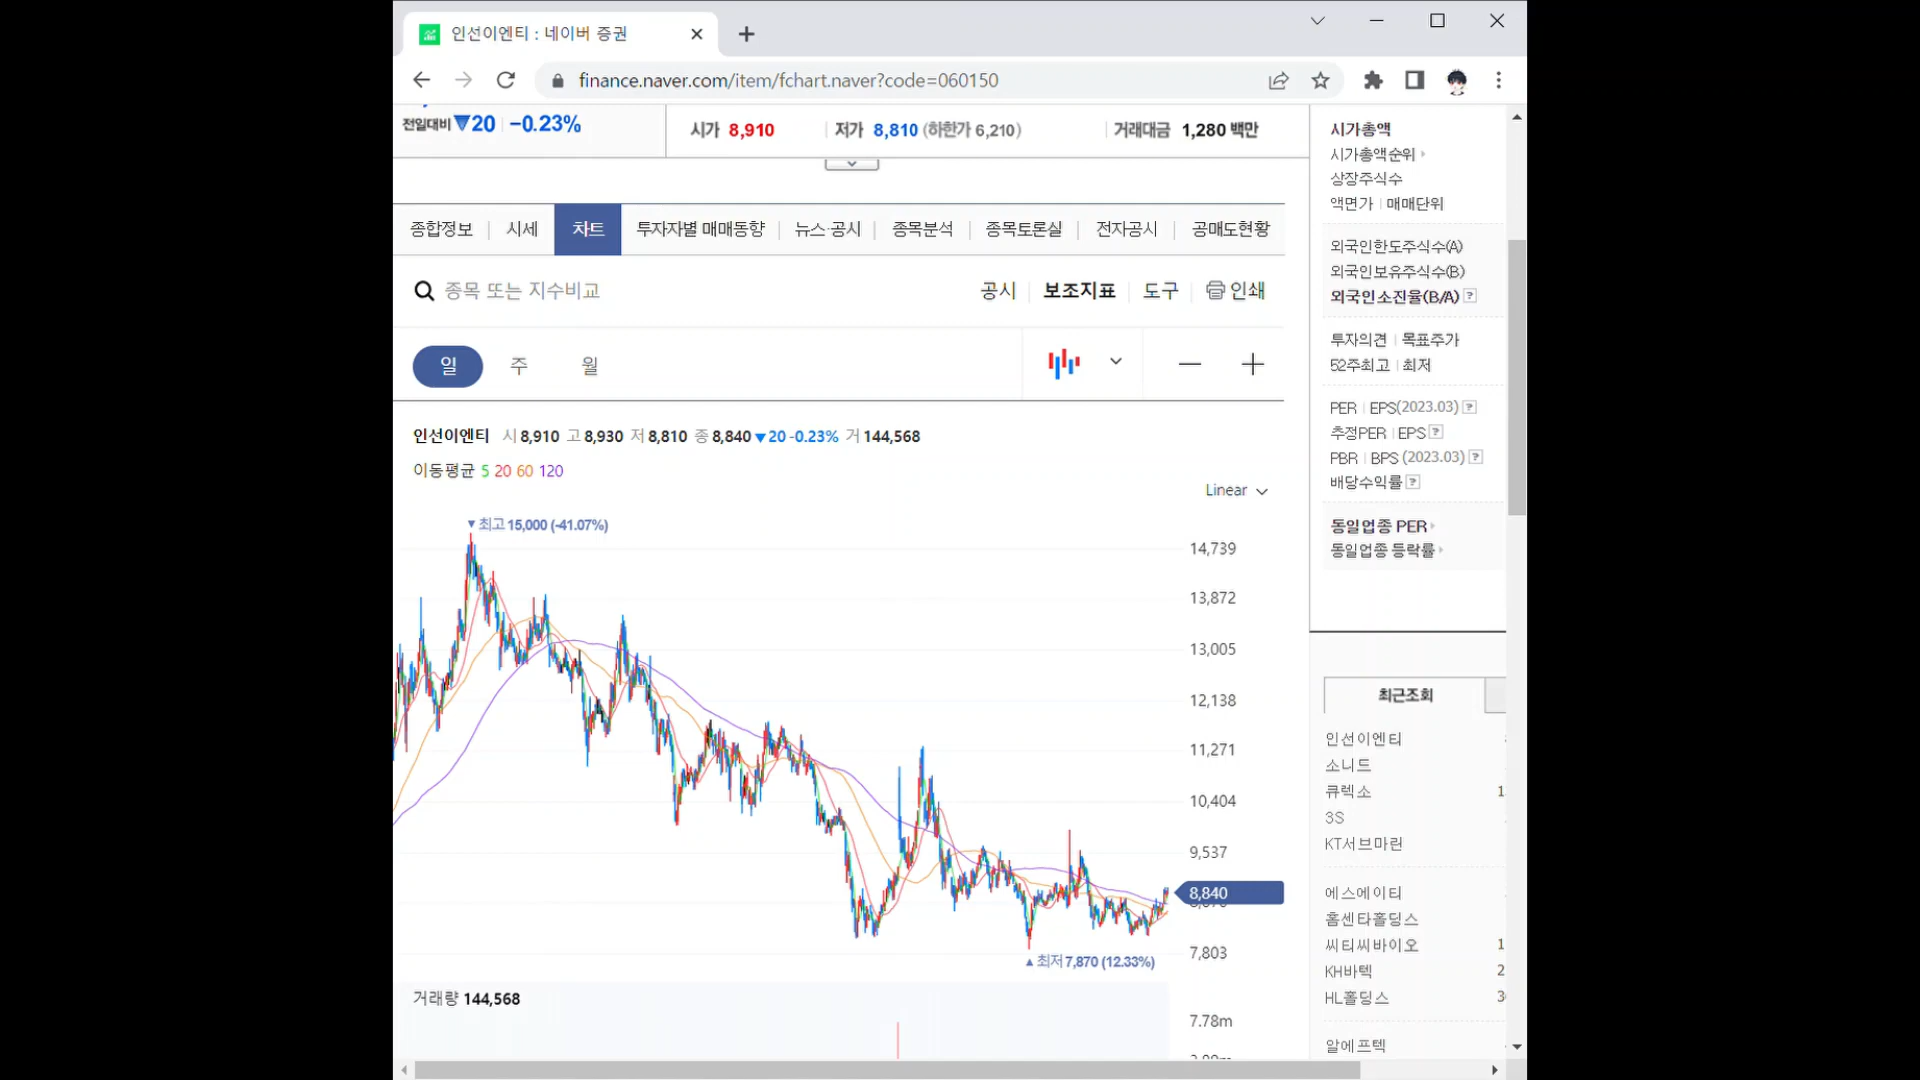 인선이엔티 : 네이버 증권
finance.naver.com/item/fchart.naver?code=060150
전일대비 ▼20 -0.23%
시가 8,910 저가 8,810 (하한가 6,210) 거래대금 1,280 백만
종합정보 시세 차트 투자자별 매매동향 뉴스·공시 종목분석 종목토론실 전자공시 공매도현황
종목 또는 지수비교 공시 보조지표 도구 인쇄
일 주 월
인선이엔티 시 8,910 고 8,930 저 8,810 종 8,840 ▼20 -0.23% 거 144,568
이동평균 5 20 60 120
Linear
▼최고 15,000 (-41.07%)
14,739
13,872
13,005
12,138
11,271
10,404
9,537
8,840
7,803
▲최저 7,870 (12.33%)
거래량 144,568
7.78m
시가총액
시가총액순위
상장주식수
액면가 매매단위
외국인한도주식수(A)
외국인보유주식수(B)
외국인소진율(B/A) ?
투자의견 목표주가
52주최고 최저
PER EPS(2023.03) ?
추정PER EPS ?
PBR BPS (2023.03) ?
배당수익률 ?
동일업종 PER
동일업종 등락률
최근조회
인선이엔티
소니드
큐렉소 1
3S
KT서브마린
에스에이티
홈센타홀딩스
씨티씨바이오 1
KH바텍 2
HL홀딩스 3
알에프텍